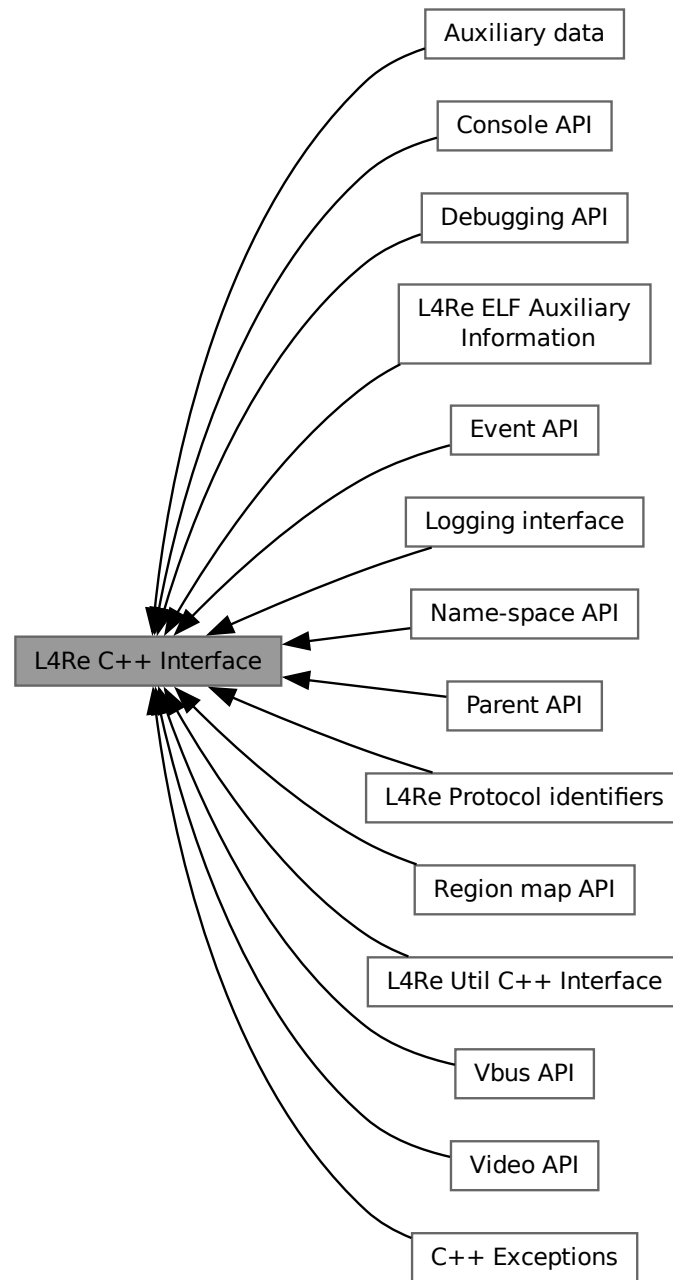 Auxiliary data
Console API
Debugging API
L4Re ELF Auxiliary
Information
Event API
Logging interface
Name-space API
L4Re C++ Interface
Parent API
L4Re Protocol identifiers
Region map API
L4Re Util C++ Interface
Vbus API
Video API
C++ Exceptions